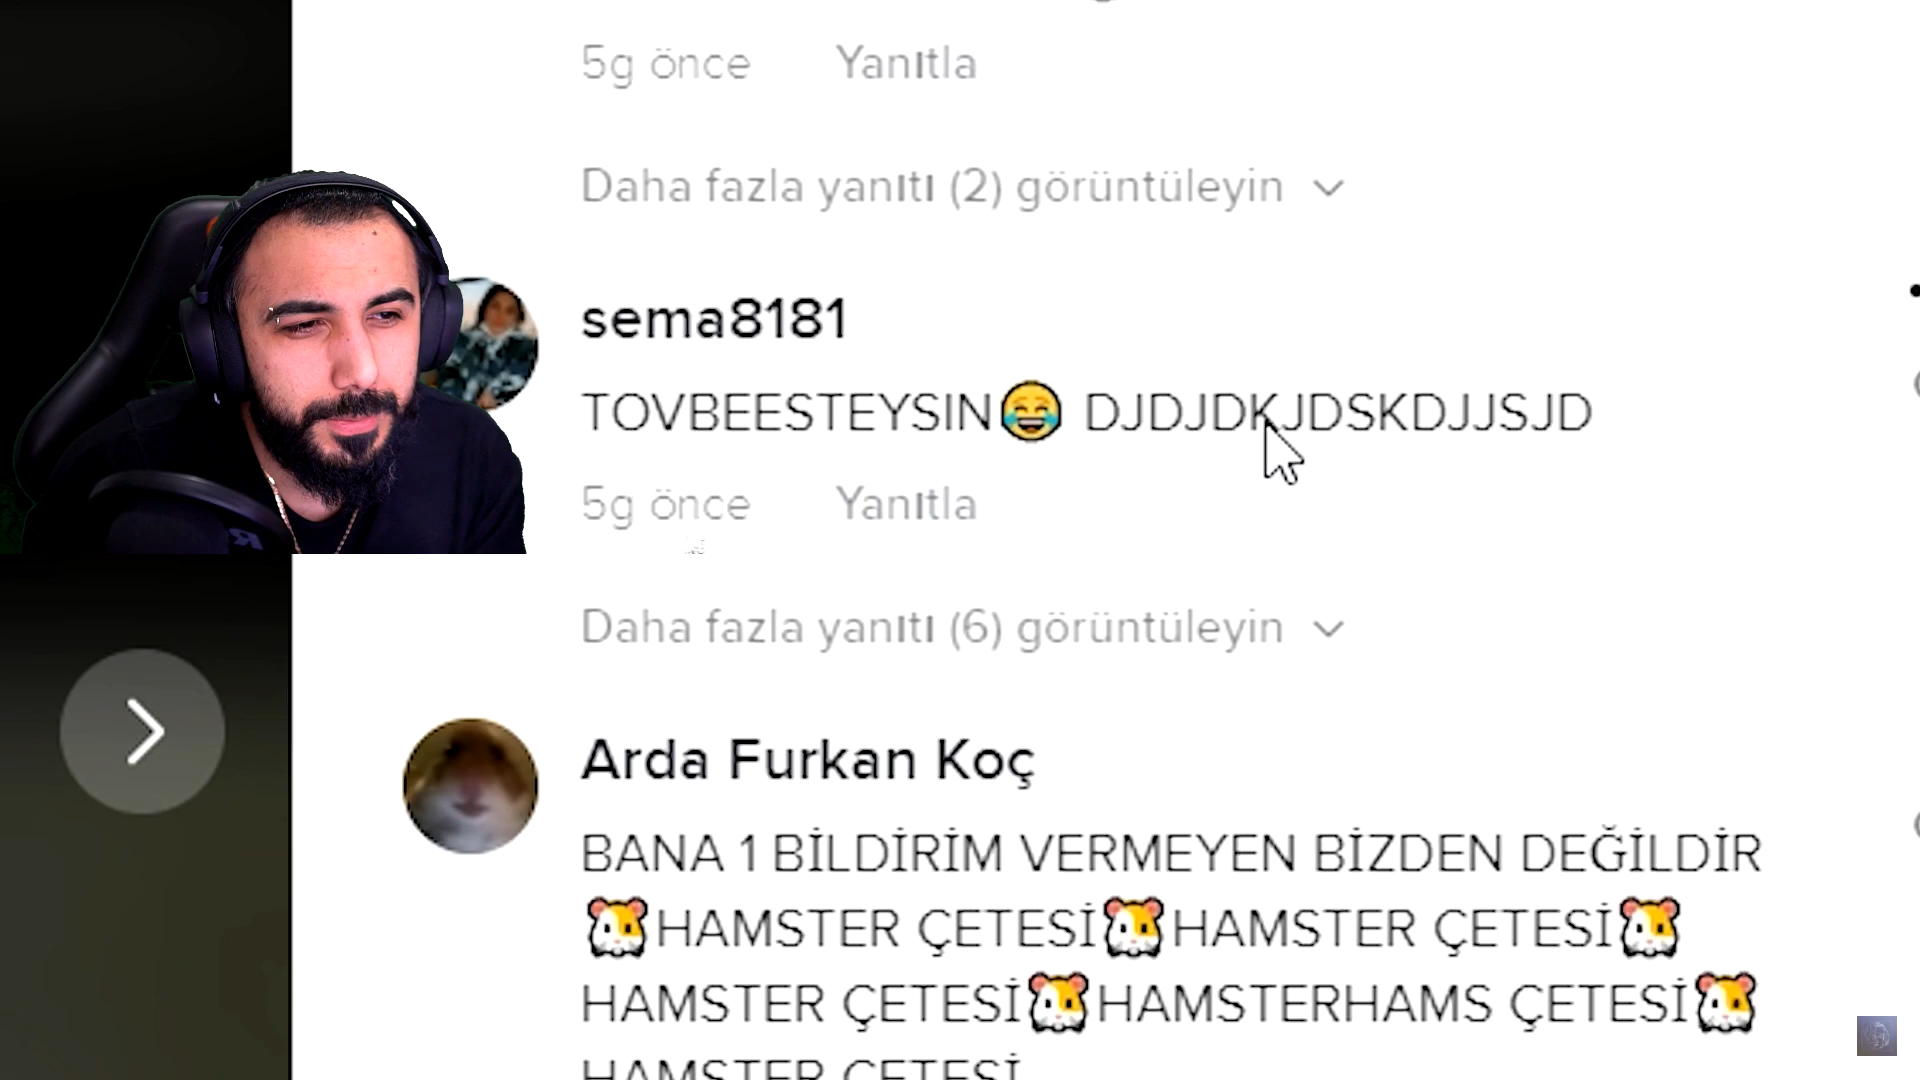 5g önce Yanıtla
Daha fazla yanıtı (2) görüntüleyin
sema8181
TOVBEESTEYSIN😂 DJDJDKJDSKDJJSJD
5g önce Yanıtla
Daha fazla yanıtı (6) görüntüleyin
Arda Furkan Koç
BANA 1 BİLDİRİM VERMEYEN BİZDEN DEĞİLDİR
🐹HAMSTER ÇETESİ🐹HAMSTER ÇETESİ🐹
HAMSTER ÇETESİ🐹HAMSTERHAMS ÇETESİ🐹
HAMSTER ÇETESİ